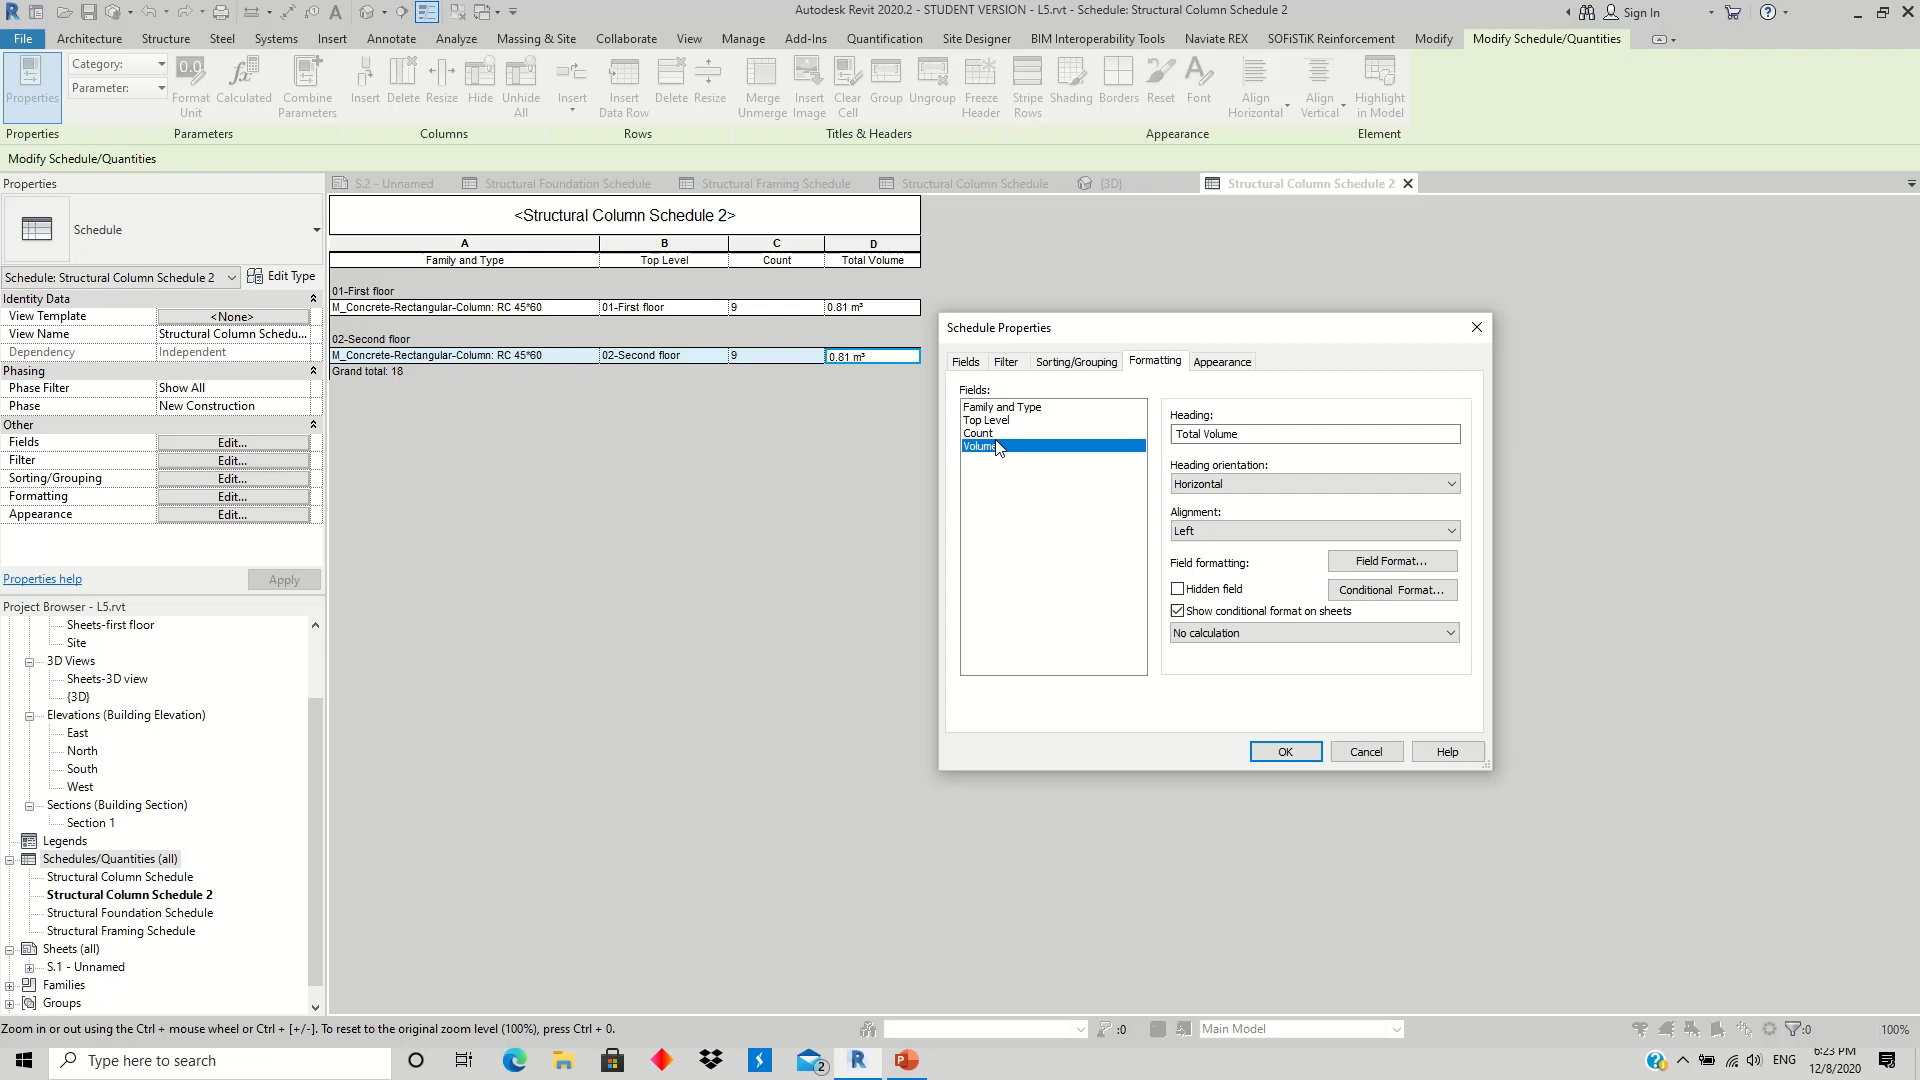 Autodesk Revit 2020.2 - STUDENT VERSION - L5.rvt - Schedule: Structural Column Schedule 2
Sign In
File Architecture Structure Steel Systems Insert Annotate Analyze Massing & Site Collaborate View Manage Add-Ins Quantification Site Designer BIM Interoperability Tools Naviate REX SOFiSTiK Reinforcement Modify Modify Schedule/Quantities
Category:
Parameter:
Properties Format Unit Calculated Combine Parameters Insert Delete Resize Hide Unhide All Insert Insert Data Row Delete Resize Merge Unmerge Insert Image Clear Cell Group Ungroup Freeze Header Stripe Rows Shading Borders Reset Font Align Horizontal Align Vertical Highlight in Model
Properties Parameters Columns Rows Titles & Headers Appearance Element
Modify Schedule/Quantities
Properties
S.2 - Unnamed Structural Foundation Schedule Structural Framing Schedule Structural Column Schedule {3D} Structural Column Schedule 2
Schedule
Schedule: Structural Column Schedule 2 Edit Type
Identity Data
View Template <None>
View Name Structural Column Schedu...
Dependency Independent
Phasing
Phase Filter Show All
Phase New Construction
Other
Fields Edit...
Filter Edit...
Sorting/Grouping Edit...
Formatting Edit...
Appearance Edit...
Properties help Apply
Project Browser - L5.rvt
Sheets-first floor
Site
3D Views
Sheets-3D view
{3D}
Elevations (Building Elevation)
East
North
South
West
Sections (Building Section)
Section 1
Legends
Schedules/Quantities (all)
Structural Column Schedule
Structural Column Schedule 2
Structural Foundation Schedule
Structural Framing Schedule
Sheets (all)
S.1 - Unnamed
Families
Groups
<Structural Column Schedule 2>
A B C D
Family and Type Top Level Count Total Volume
01-First floor
M_Concrete-Rectangular-Column: RC 45*60 01-First floor 9 0.81 m³
02-Second floor
M_Concrete-Rectangular-Column: RC 45*60 02-Second floor 9 0.81 m³
Grand total: 18
Schedule Properties
Fields Filter Sorting/Grouping Formatting Appearance
Fields:
Family and Type
Top Level
Count
Volume
Heading:
Total Volume
Heading orientation:
Horizontal
Alignment:
Left
Field formatting: Field Format...
Hidden field Conditional Format...
Show conditional format on sheets
No calculation
OK Cancel Help
Zoom in or out using the Ctrl + mouse wheel or Ctrl + [+/-]. To reset the original zoom level (100%), press Ctrl + 0.
:0 Main Model :0 100%
Type here to search
2
ENG
6:23 PM
12/8/2020